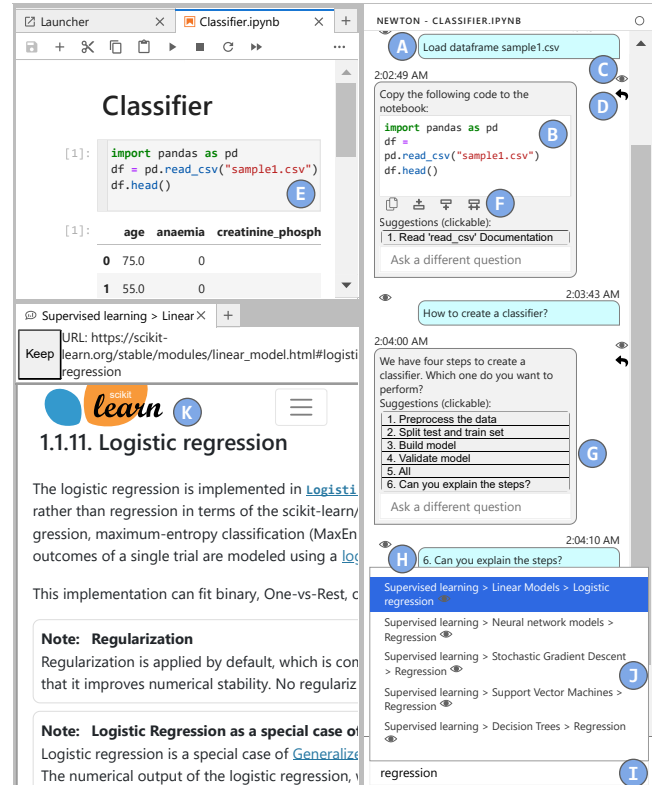 Launcher
Classifier.ipynb
Classifier
[1]:
import pandas as pd
df = pd.read_csv("sample1.csv")
df.head()
E
[1]:
age anaemia creatinine_phosph
0 75.0 0
1 55.0 0
Supervised learning > Linear
Keep
URL: https://scikit-
learn.org/stable/modules/linear_model.html#logisti
regression
scikit
learn
K
1.1.11. Logistic regression
The logistic regression is implemented in Logisti
rather than regression in terms of the scikit-learn/
gression, maximum-entropy classification (MaxEn
outcomes of a single trial are modeled using a log
This implementation can fit binary, One-vs-Rest, o
Note: Regularization
Regularization is applied by default, which is com
that it improves numerical stability. No regulariz
Note: Logistic Regression as a special case of
Logistic regression is a special case of Generalize
The numerical output of the logistic regression,
NEWTON - CLASSIFIER.IPYNB
A
Load dataframe sample1.csv
C
2:02:49 AM
D
Copy the following code to the
notebook:
import pandas as pd
B
df =
pd.read_csv("sample1.csv")
df.head()
F
Suggestions (clickable):
1. Read 'read_csv' Documentation
Ask a different question
2:03:43 AM
How to create a classifier?
2:04:00 AM
We have four steps to create a
classifier. Which one do you want to
perform?
Suggestions (clickable):
1. Preprocess the data
2. Split test and train set
3. Build model
4. Validate model
5. All
6. Can you explain the steps?
G
Ask a different question
2:04:10 AM
H
6. Can you explain the steps?
Supervised learning > Linear Models > Logistic
regression
Supervised learning > Neural network models >
Regression
Supervised learning > Stochastic Gradient Descent
> Regression
J
Supervised learning > Support Vector Machines >
Regression
Supervised learning > Decision Trees > Regression
regression
I